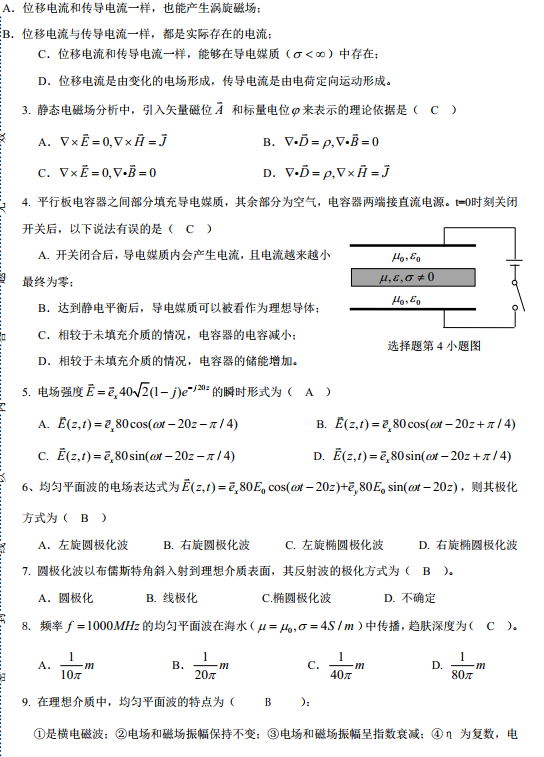 A．位移电流和传导电流一样，也能产生涡旋磁场；
B．位移电流与传导电流一样，都是实际存在的电流；
C．位移电流和传导电流一样，能够在导电媒质（σ<∞）中存在；
D．位移电流是由变化的电场形成，传导电流是由电荷定向运动形成。
3. 静态电磁场分析中，引入矢量磁位 A⃗ 和标量电位φ来表示的理论依据是（ C ）
A．∇×E⃗=0,∇×H⃗=J⃗ B．∇•D⃗=ρ,∇•B⃗=0
C．∇×E⃗=0,∇•B⃗=0 D．∇•D⃗=ρ,∇×H⃗=J⃗
4. 平行板电容器之间部分填充导电媒质，其余部分为空气，电容器两端接直流电源。t=0时刻关闭
开关后，以下说法有误的是（ C ）
A. 开关闭合后，导电媒质内会产生电流，且电流越来越小
最终为零；
B．达到静电平衡后，导电媒质可以被看作为理想导体；
C．相较于未填充介质的情况，电容器的电容减小；
D．相较于未填充介质的情况，电容器的储能增加。
μ₀,ε₀
μ,ε,σ≠0
μ₀,ε₀
选择题第 4 小题图
5. 电场强度E⃗=e⃗ₓ40√2(1−j)e^{−j20z}的瞬时形式为（ A ）
A. E⃗(z,t)=e⃗ₓ80cos(ωt−20z−π/4) B. E⃗(z,t)=e⃗ₓ80cos(ωt−20z+π/4)
C. E⃗(z,t)=e⃗ₓ80sin(ωt−20z−π/4) D. E⃗(z,t)=e⃗ₓ80sin(ωt−20z+π/4)
6、均匀平面波的电场表达式为E⃗(z,t)=e⃗ₓ80E₀cos(ωt−20z)+e⃗ᵧ80E₀sin(ωt−20z)，则其极化
方式为（ B ）
A．左旋圆极化波 B. 右旋圆极化波 C. 左旋椭圆极化波 D. 右旋椭圆极化波
7. 圆极化波以布儒斯特角斜入射到理想介质表面，其反射波的极化方式为（ B ）。
A．圆极化 B. 线极化 C.椭圆极化波 D. 不确定
8. 频率f=1000MHz的均匀平面波在海水（μ=μ₀,σ=4S/m）中传播，趋肤深度为（ C ）。
A．1/10π m B．1/20π m C．1/40π m D. 1/80π m
9. 在理想介质中，均匀平面波的特点为（ B ）：
①是横电磁波；②电场和磁场振幅保持不变；③电场和磁场振幅呈指数衰减；④η 为复数，电